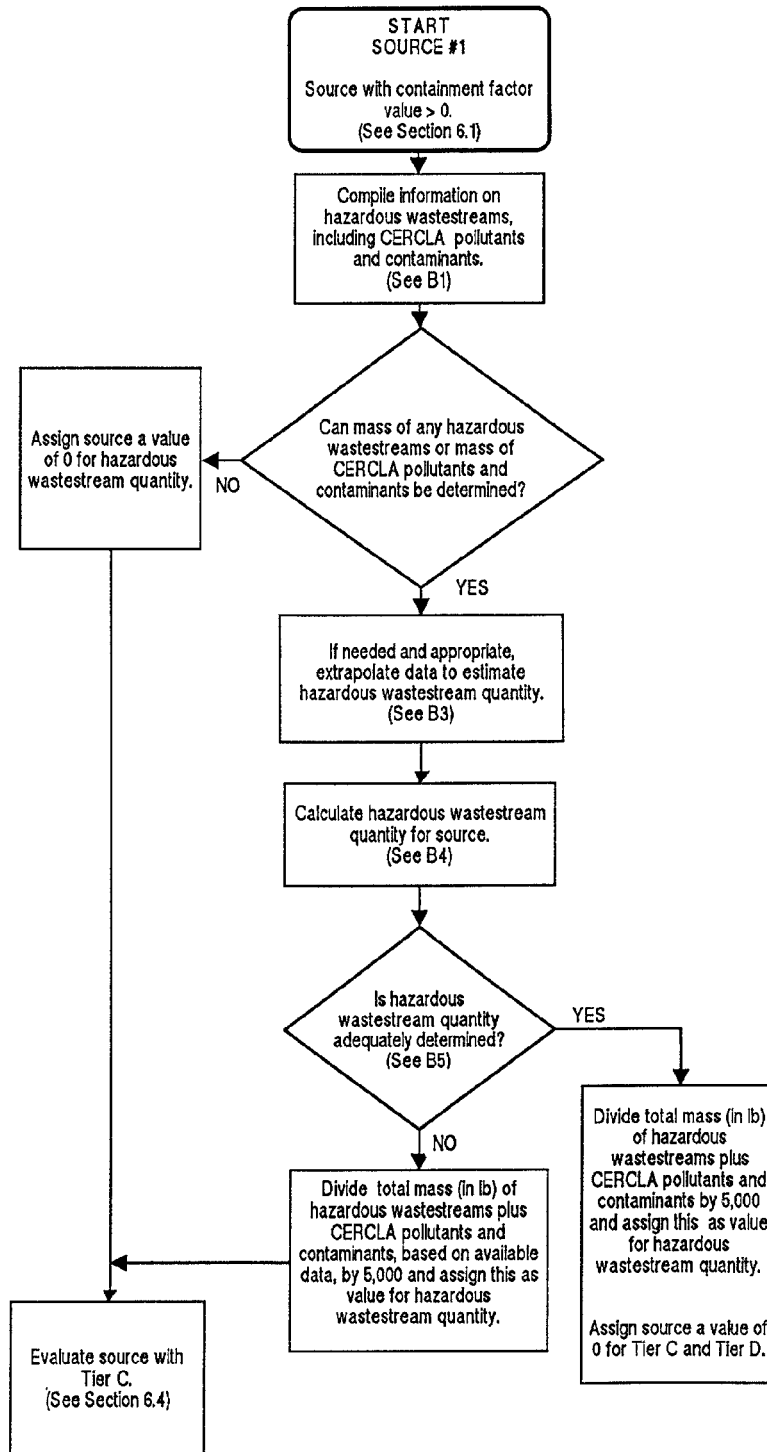 START
SOURCE #1
Source with containment factor
value > 0.
(See Section 6.1)
Compile information on
hazardous wastestreams,
including CERCLA pollutants
and contaminants.
(See B1)
Can mass of any hazardous
wastestreams or mass of
CERCLA pollutants and
contaminants be determined?
NO
Assign source a value
of 0 for hazardous
wastestream quantity.
YES
If needed and appropriate,
extrapolate data to estimate
hazardous wastestream quantity.
(See B3)
Calculate hazardous wastestream
quantity for source.
(See B4)
Is hazardous
wastestream quantity
adequately determined?
(See B5)
YES
Divide total mass (in lb)
of hazardous
wastestreams plus
CERCLA pollutants and
contaminants by 5,000
and assign this as value
for hazardous
wastestream quantity.
Assign source a value of
0 for Tier C and Tier D.
NO
Divide total mass (in lb) of
hazardous wastestreams plus
CERCLA pollutants and
contaminants, based on available
data, by 5,000 and assign this as
value for hazardous
wastestream quantity.
Evaluate source with
Tier C.
(See Section 6.4)